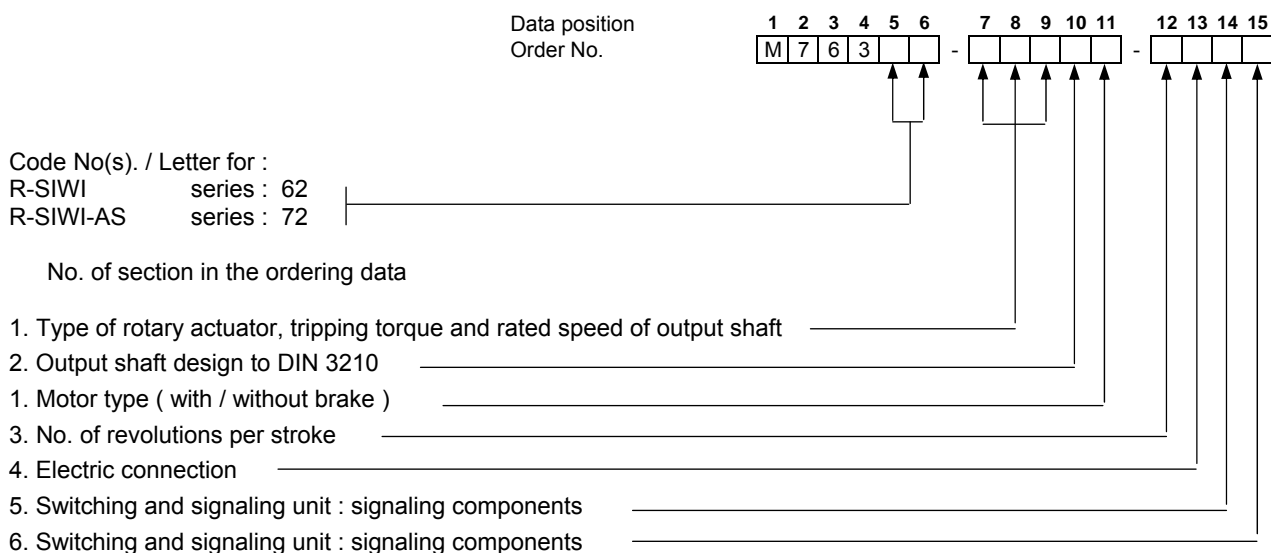 Data position 1 2 3 4 5 6 7 8 9 10 11 12 13 14 15
Order No. M 7 6 3 - -
Code No(s). / Letter for :
R-SIWI series : 62
R-SIWI-AS series : 72
No. of section in the ordering data
1. Type of rotary actuator, tripping torque and rated speed of output shaft
2. Output shaft design to DIN 3210
1. Motor type ( with / without brake )
3. No. of revolutions per stroke
4. Electric connection
5. Switching and signaling unit : signaling components
6. Switching and signaling unit : signaling components